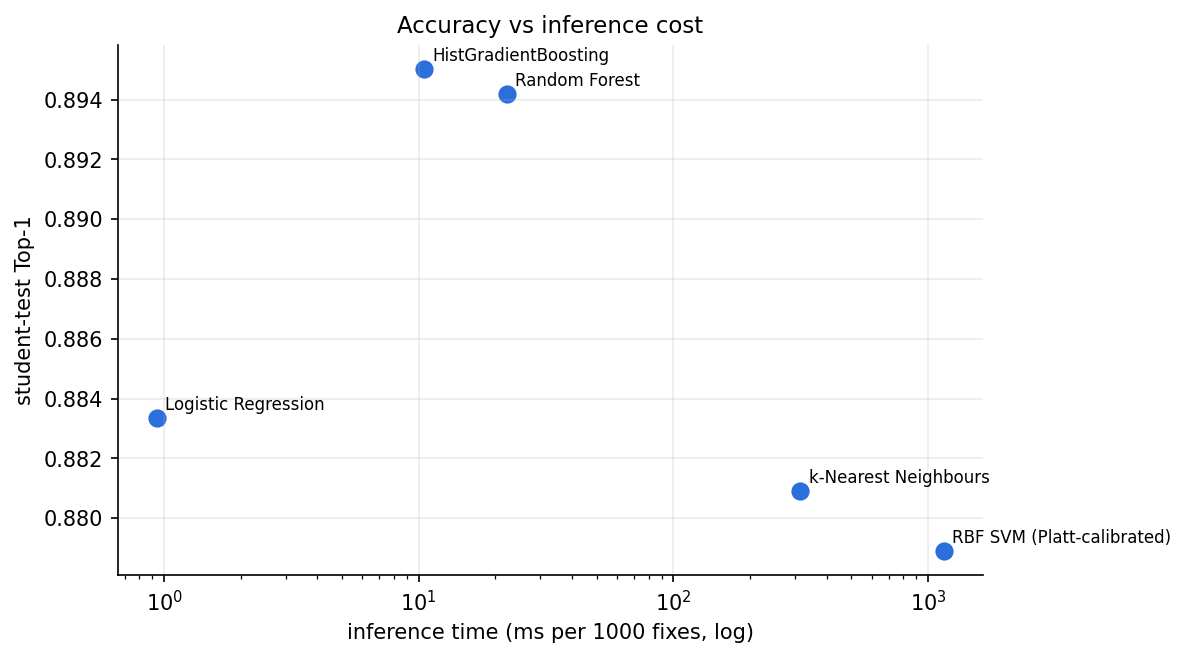 Accuracy vs inference cost
HistGradientBoosting
Random Forest
0.894
0.892
0.890
0.888
0.886
0.884
Logistic Regression
0.882
k-Nearest Neighbours
0.880
RBF SVM (Platt-calibrated)
student-test Top-1
10⁰ 10¹ 10² 10³
inference time (ms per 1000 fixes, log)